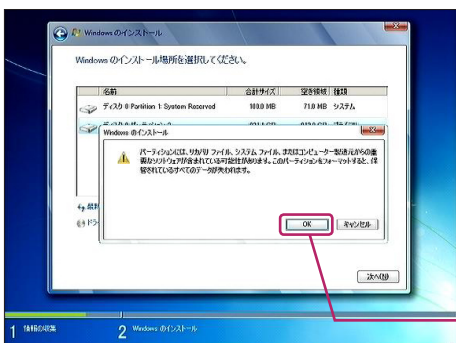 Windows のインストール
Windows のインストール場所を選択してください。
名前 合計サイズ 空き領域 種類
ディスク 0 Partition 1: System Reserved 100.0 MB 71.0 MB システム
Windows のインストール
パーティションには、リカバリ ファイル、システム ファイル、またはコンピューター製造元からの重
要なソフトウェアが含まれている可能性があります。このパーティションをフォーマットすると、保
管されているすべてのデータが失われます。
OK キャンセル
次へ(N)
1 情報の収集 2 Windows のインストール